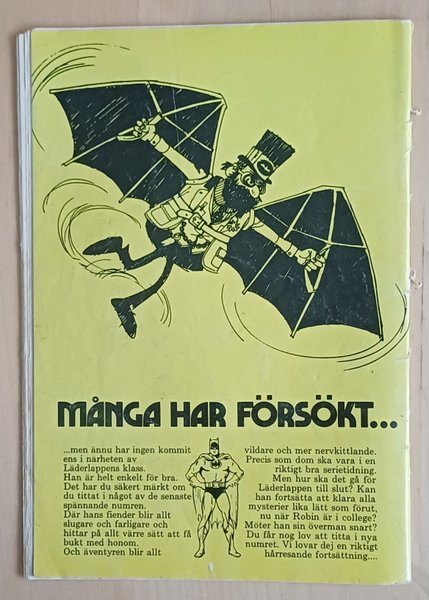 MÅNGA HAR FÖRSÖKT...
...men ännu har ingen kommit
ens i närheten av
Läderlappens klass.
Han är helt enkelt för bra.
Det har du säkert märkt om
du tittat i något av de senaste
spännande numren.
Där hans fiender blir allt
slugare och farligare och
hittar på allt värre sätt att få
bukt med honom.
Och äventyren blir allt
vildare och mer nervkittlande.
Precis som dom ska vara i en
riktigt bra serietidning.
Men hur ska det gå för
Läderlappen till slut? Kan
han fortsätta att klara alla
mysterier lika lätt som förut,
nu när Robin är i college?
Möter han sin överman snart?
Du får nog lov att titta i nya
numret. Vi lovar dej en riktigt
hårresande fortsättning....